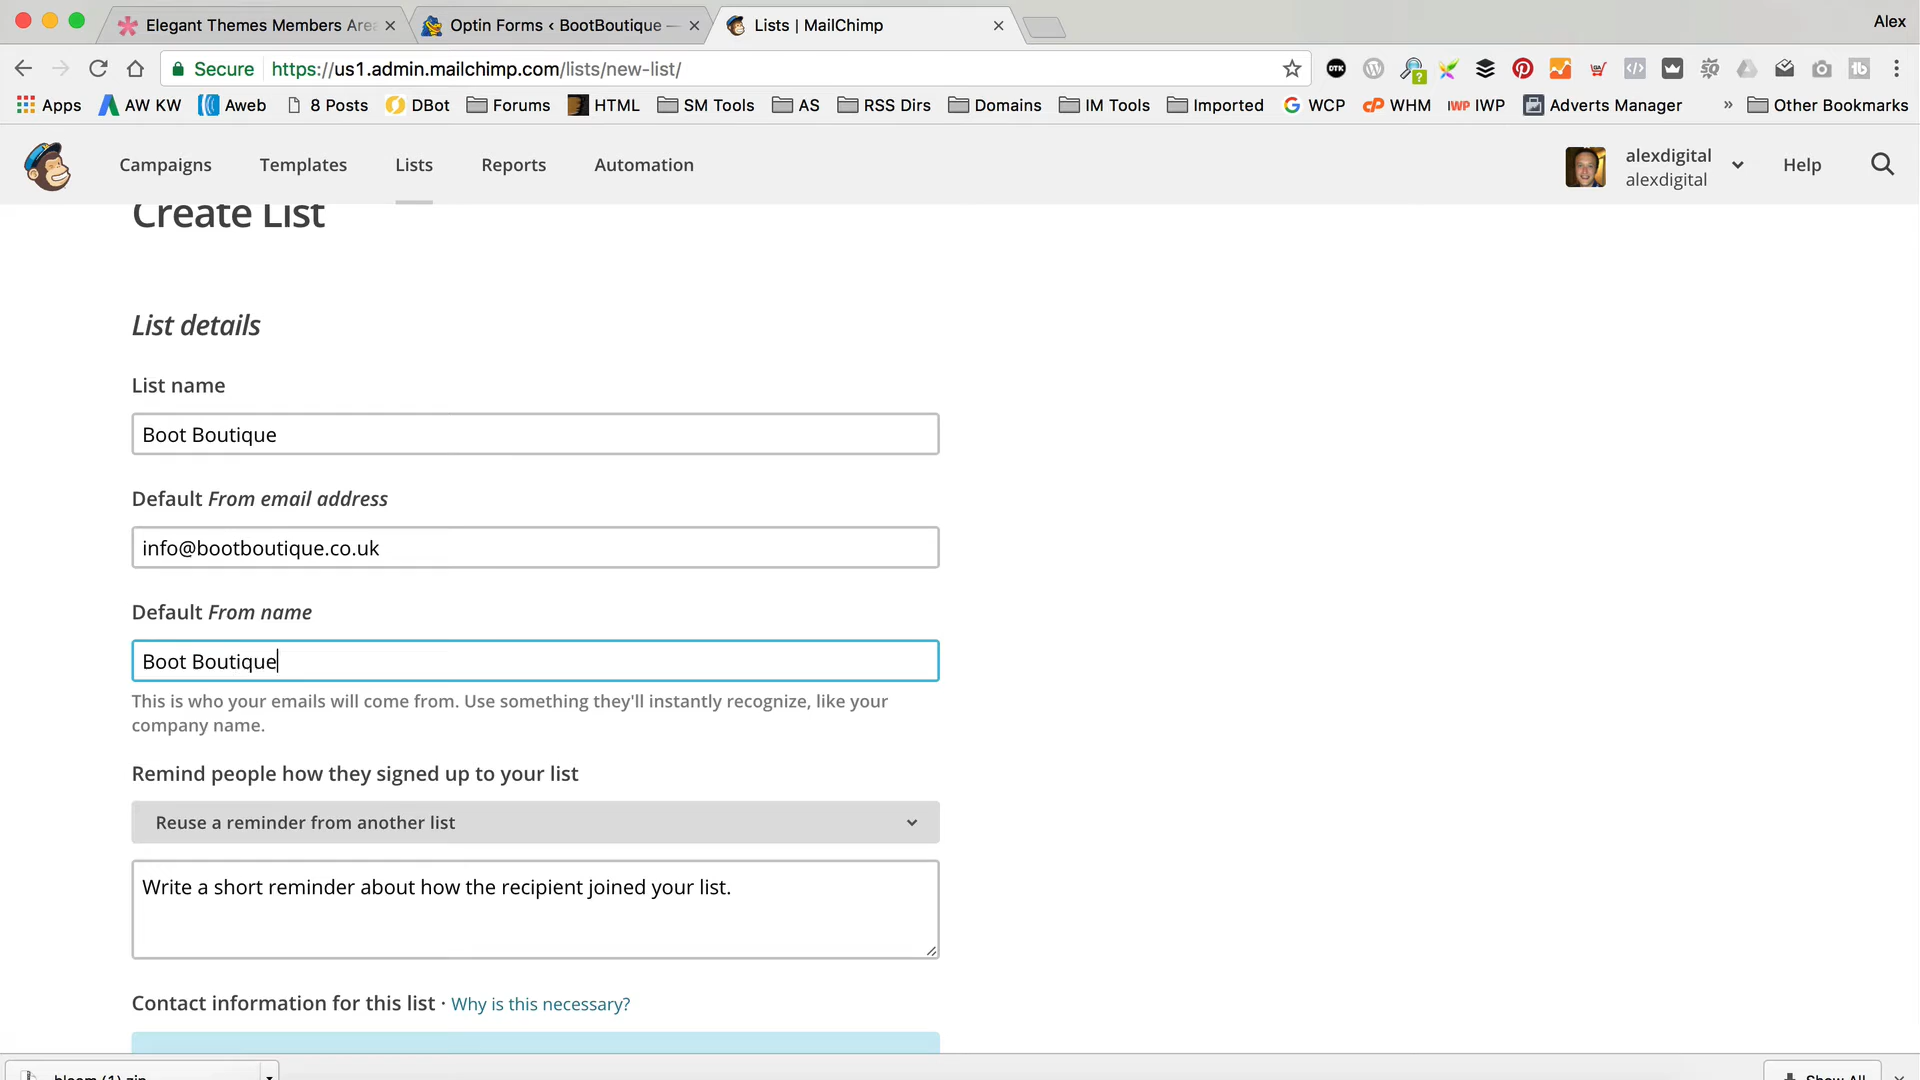 Elegant Themes Members Are
Optin Forms ‹ BootBoutique —
Lists | MailChimp
Alex
Secure
https://us1.admin.mailchimp.com/lists/new-list/
Apps
AW KW
Aweb
8 Posts
DBot
Forums
HTML
SM Tools
AS
RSS Dirs
Domains
IM Tools
Imported
WCP
WHM
IWP
Adverts Manager
»
Other Bookmarks
Campaigns
Templates
Lists
Reports
Automation
alexdigital
alexdigital
Help
Create List
List details
List name
Boot Boutique
Default From email address
info@bootboutique.co.uk
Default From name
Boot Boutique
This is who your emails will come from. Use something they'll instantly recognize, like your
company name.
Remind people how they signed up to your list
Reuse a reminder from another list
Write a short reminder about how the recipient joined your list.
Contact information for this list · Why is this necessary?
bloom (1).zip
Show All